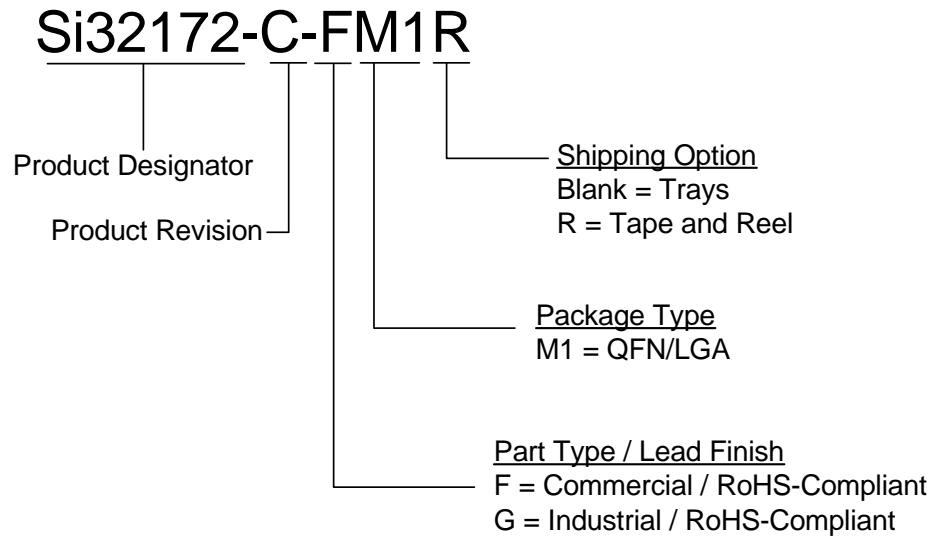 Si32172-C-FM1R
Product Designator
Product Revision
Shipping Option
Blank = Trays
R = Tape and Reel
Package Type
M1 = QFN/LGA
Part Type / Lead Finish
F = Commercial / RoHS-Compliant
G = Industrial / RoHS-Compliant